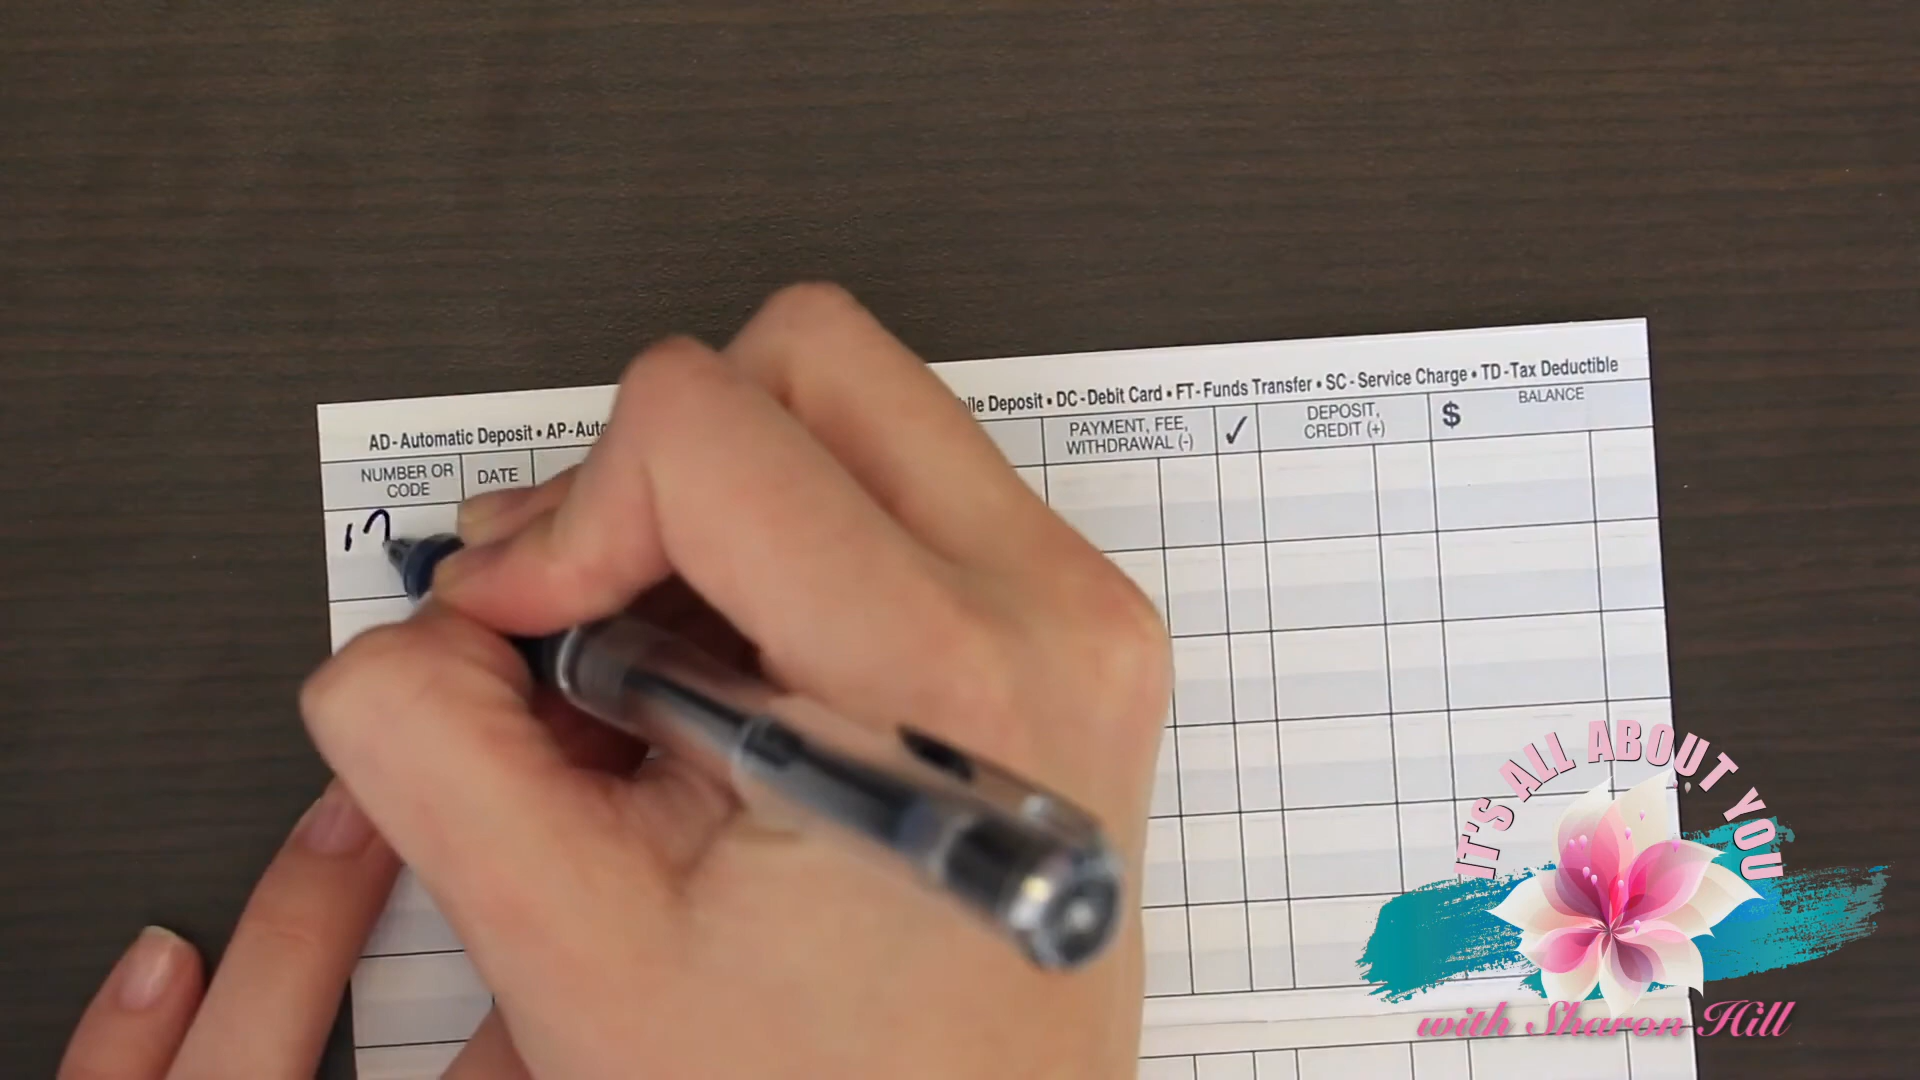 AD-Automatic Deposit • AP-Auto
ile Deposit • DC-Debit Card • FT-Funds Transfer • SC-Service Charge • TD-Tax Deductible
NUMBER OR CODE
DATE
PAYMENT, FEE, WITHDRAWAL (-)
✓
DEPOSIT, CREDIT (+)
$
BALANCE
IT'S ALL ABOUT YOU
with Sharon Hill